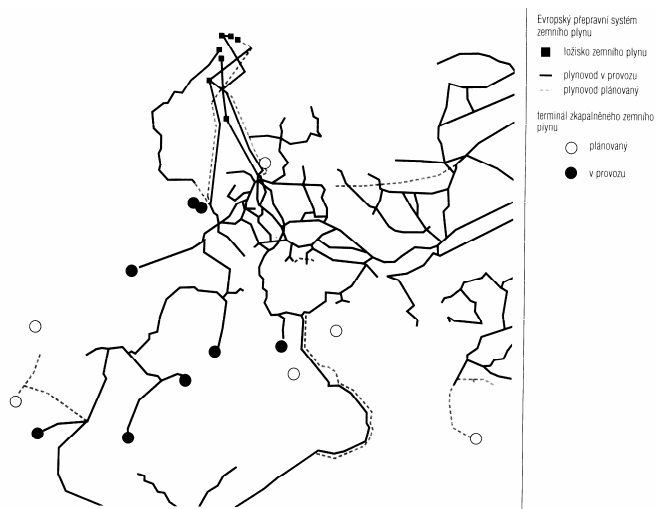 Evropský přepravní systém
zemního plynu
ložisko zemního plynu
plynovod v provozu
plynovod plánovaný
terminál zkapalněného zemního
plynu
plánovaný
v provozu